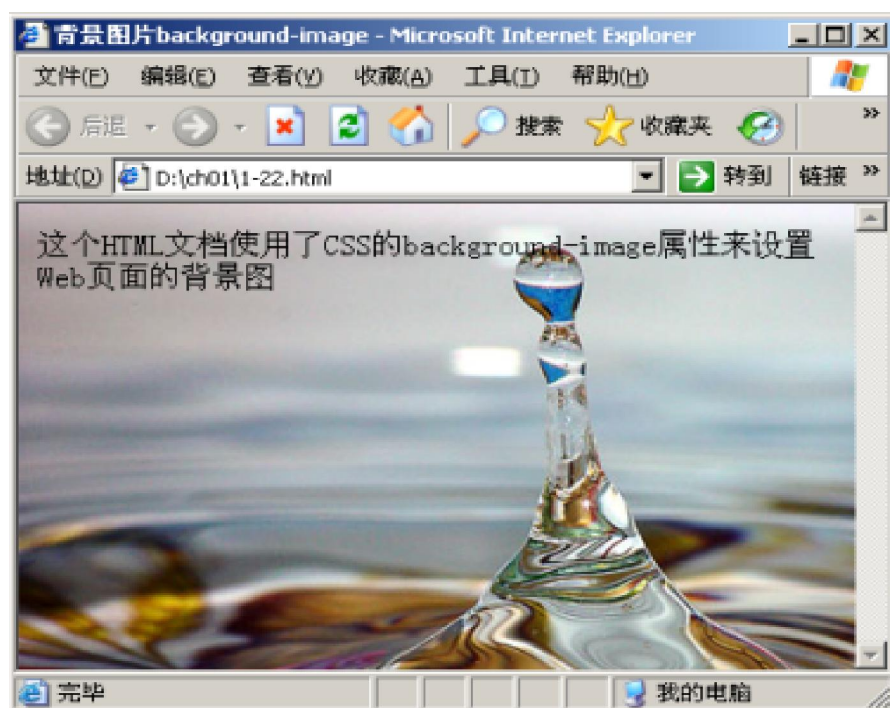 背景图片background-image - Microsoft Internet Explorer
文件(F) 编辑(E) 查看(V) 收藏(A) 工具(T) 帮助(H)
后退 搜索 收藏夹 »
地址(D) D:\ch01\1-22.html 转到 链接 »
这个HTML文档使用了CSS的background-image属性来设置
Web页面的背景图
完毕 我的电脑